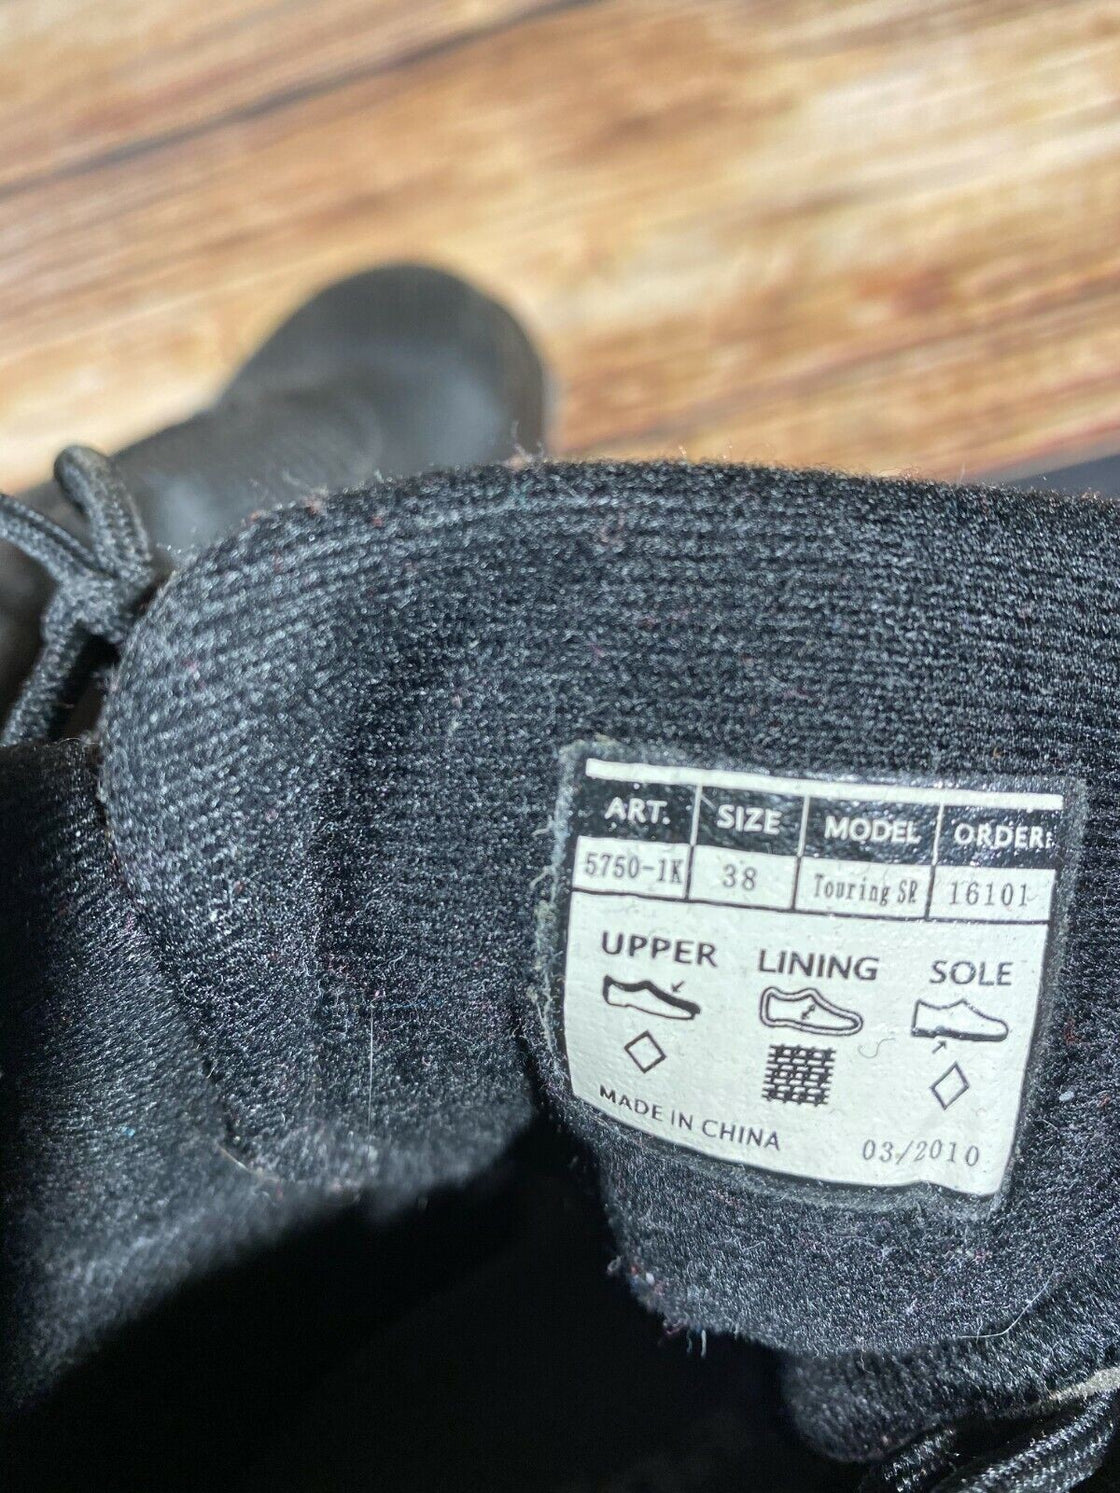 ART. SIZE MODEL ORDER:
5750-1K 38 Touring SR 16101
UPPER LINING SOLE
MADE IN CHINA 03/2010